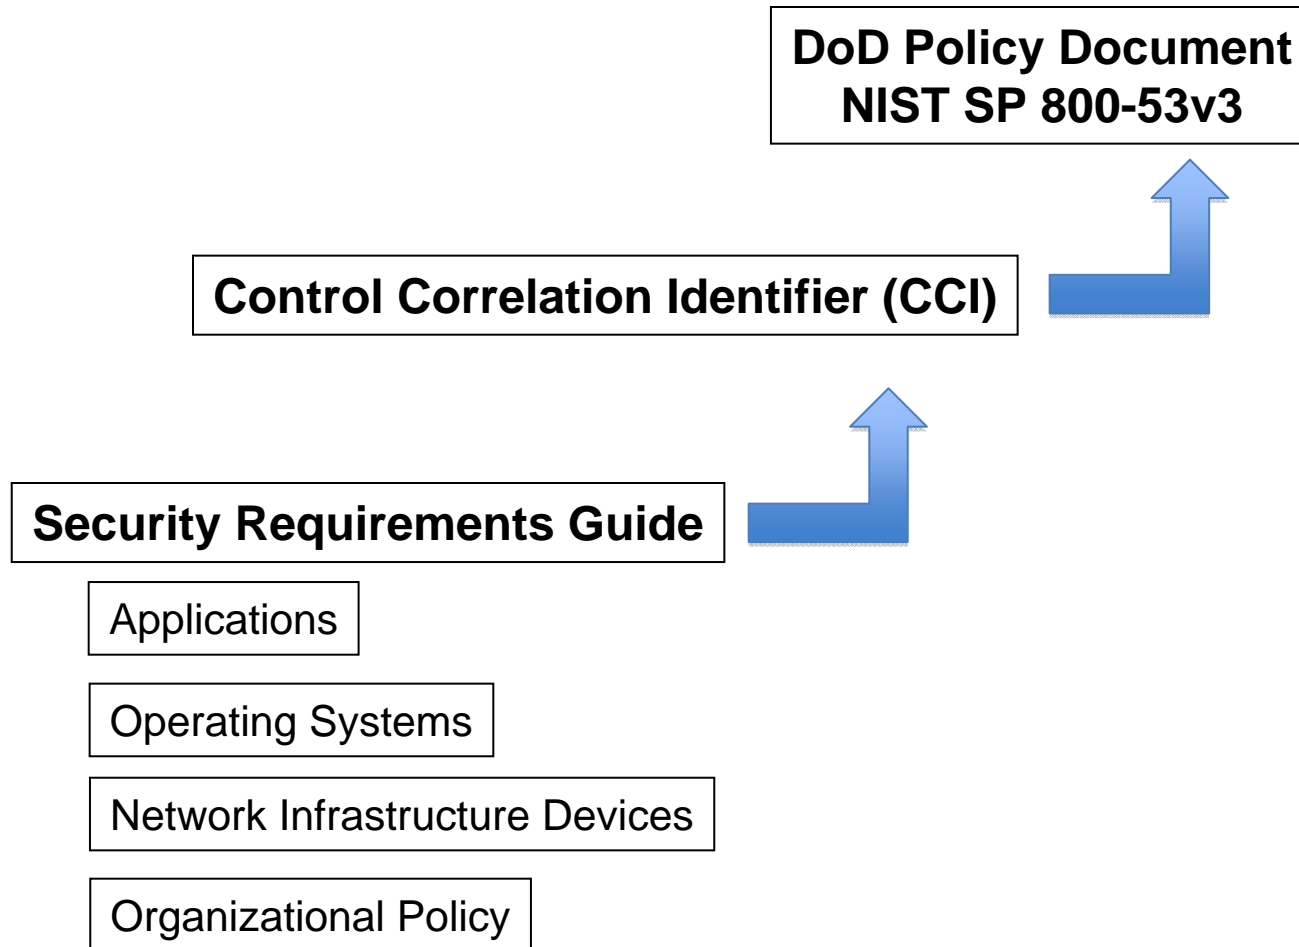 DoD Policy Document
NIST SP 800-53v3
Control Correlation Identifier (CCI)
Security Requirements Guide
Applications
Operating Systems
Network Infrastructure Devices
Organizational Policy